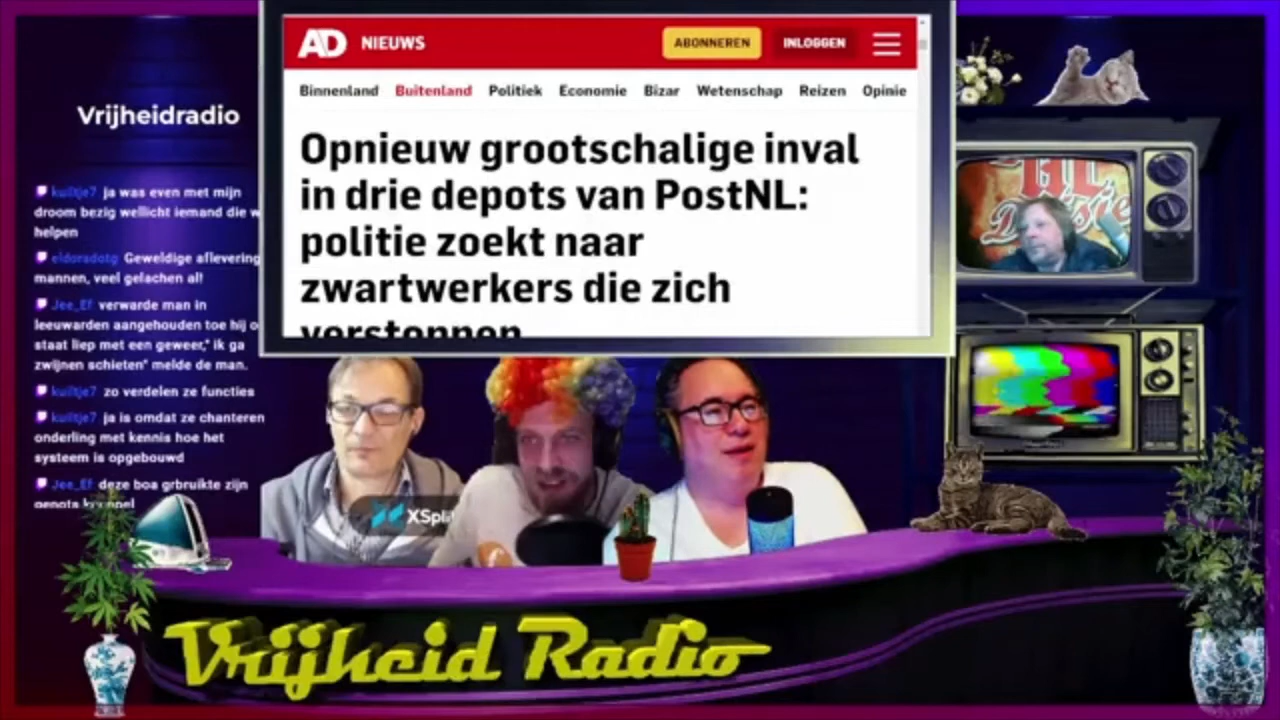 AD NIEUWS ABONNEREN INLOGGEN
Binnenland Buitenland Politiek Economie Bizar Wetenschap Reizen Opinie
Opnieuw grootschalige inval
in drie depots van PostNL:
politie zoekt naar
zwartwerkers die zich
verstoppen
Vrijheidradio
kuiltje7 ja was even met mijn
droom bezig wellicht iemand die w
helpen
eldoradotg Geweldige aflevering
mannen, veel gelachen al!
Jee_Ef verwarde man in
leeuwarden aangehouden toe hij o
staat liep met een geweer," ik ga
zwijnen schieten" melde de man.
kuiltje7 zo verdelen ze functies
kuiltje7 ja is omdat ze chanteren
onderling met kennis hoe het
systeem is opgebouwd
Jee_Ef deze boa grbruikte zijn
XSplit
Vrijheid Radio